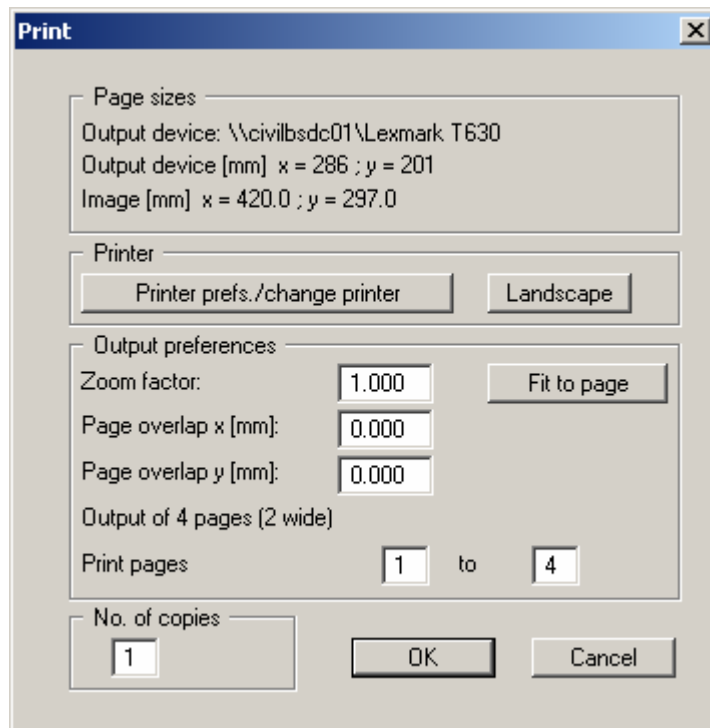 Print
Page sizes
Output device: \\civilbsdc01\Lexmark T630
Output device [mm] x = 286 ; y = 201
Image [mm] x = 420.0 ; y = 297.0
Printer
Printer prefs./change printer Landscape
Output preferences
Zoom factor: 1.000 Fit to page
Page overlap x [mm]: 0.000
Page overlap y [mm]: 0.000
Output of 4 pages (2 wide)
Print pages 1 to 4
No. of copies
1 OK Cancel